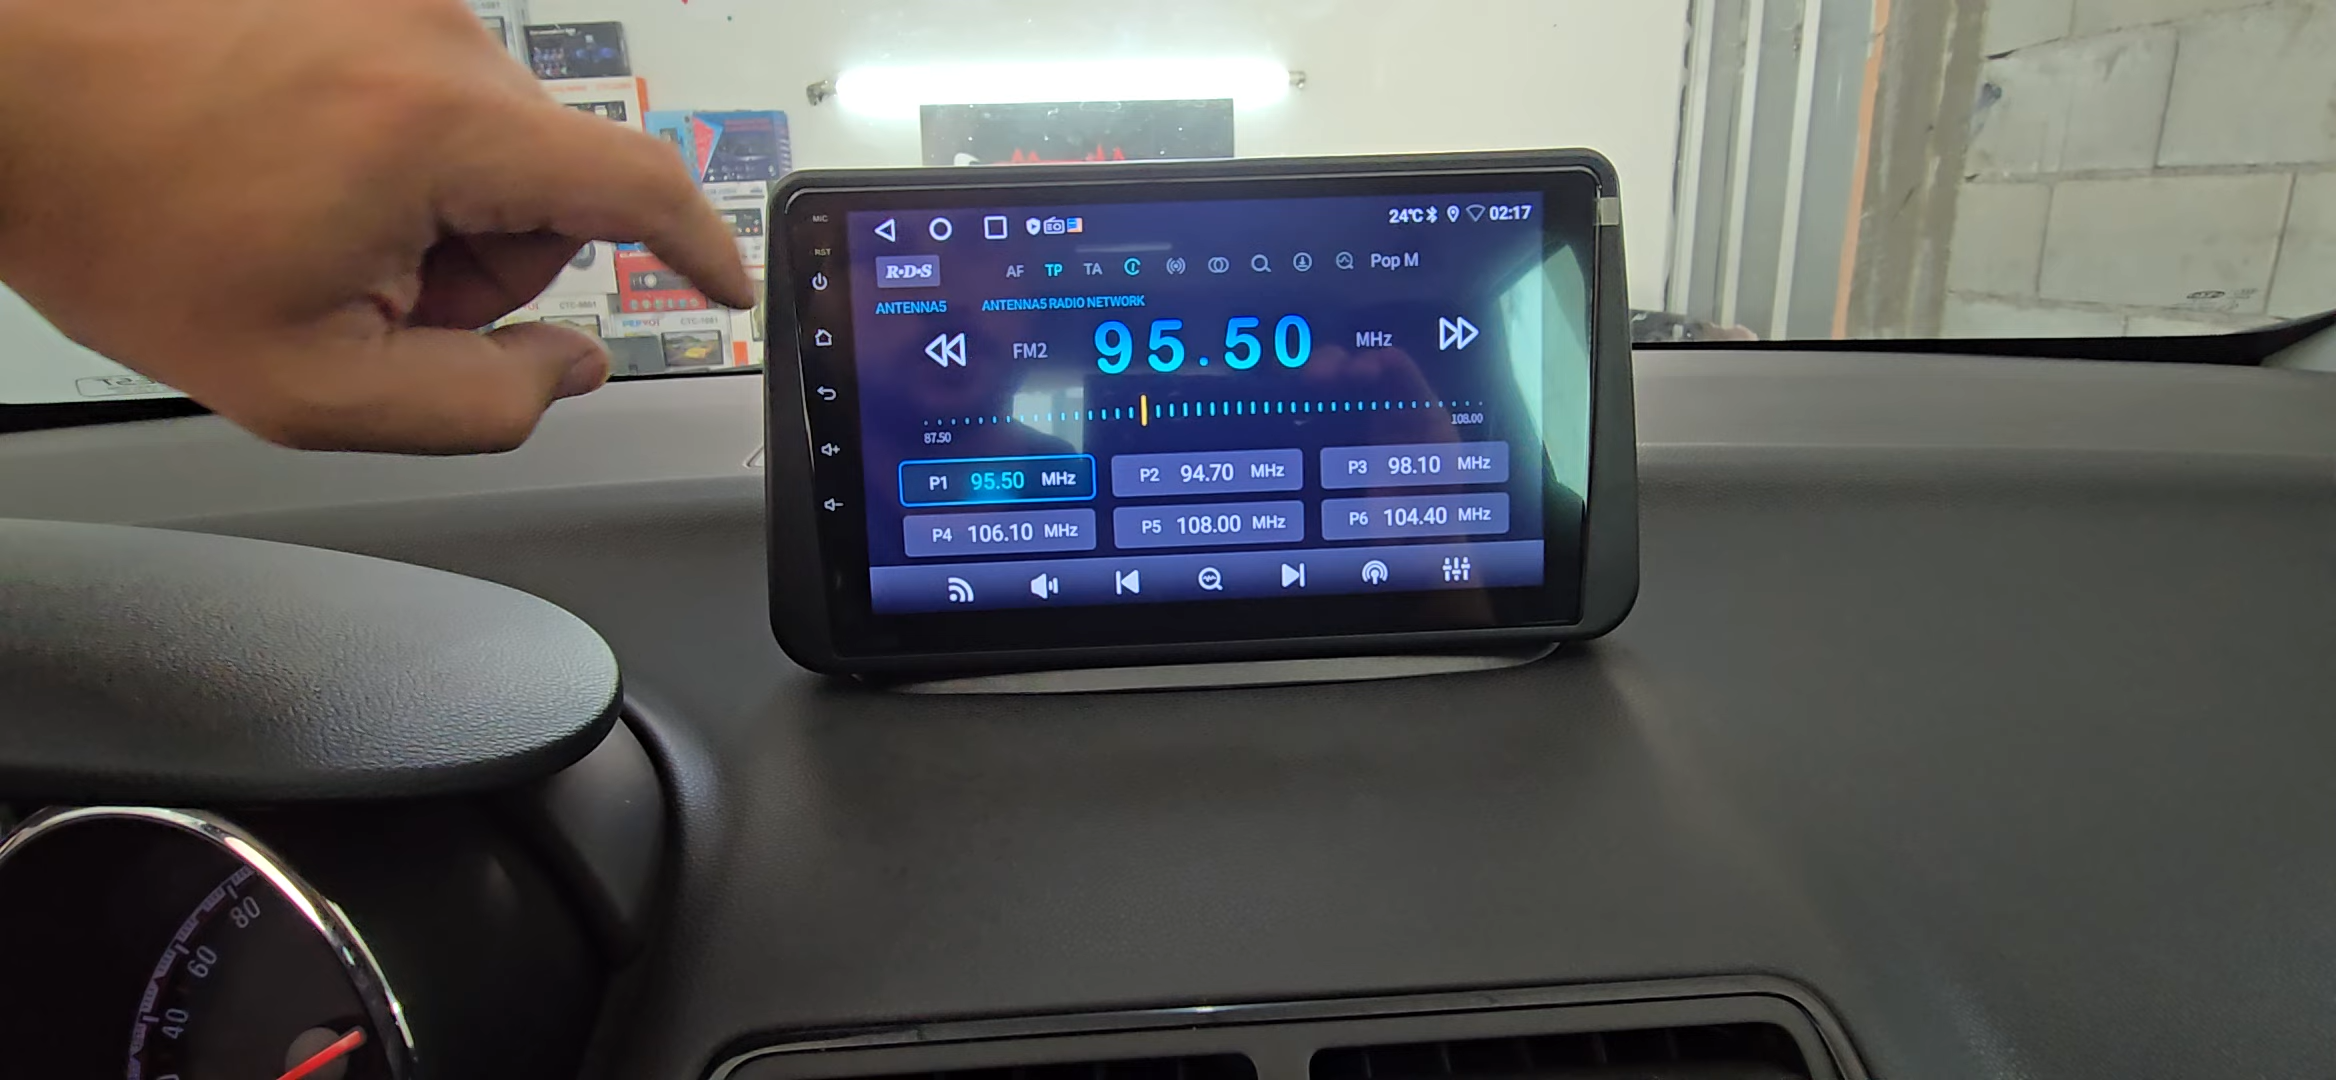 MIC
RST
24°C 02:17
R·D·S AF TP TA Pop M
ANTENNA5 ANTENNA5 RADIO NETWORK
FM2 95.50 MHz
87.50 108.00
P1 95.50 MHz P2 94.70 MHz P3 98.10 MHz
P4 106.10 MHz P5 108.00 MHz P6 104.40 MHz
80
60
40